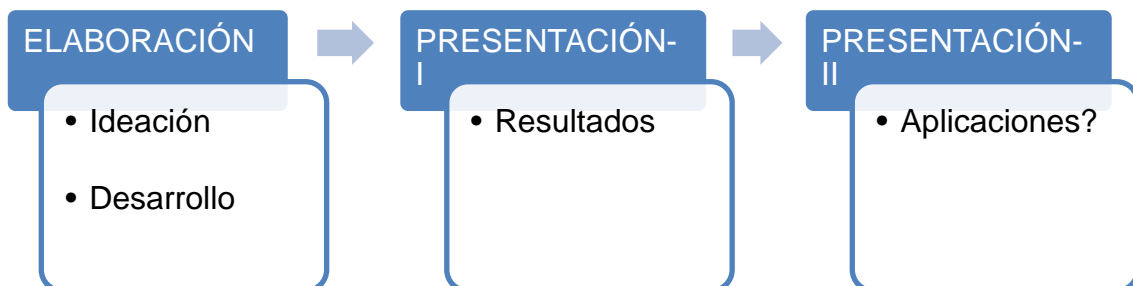 ELABORACIÓN
• Ideación
• Desarrollo
PRESENTACIÓN-
I
• Resultados
PRESENTACIÓN-
II
• Aplicaciones?